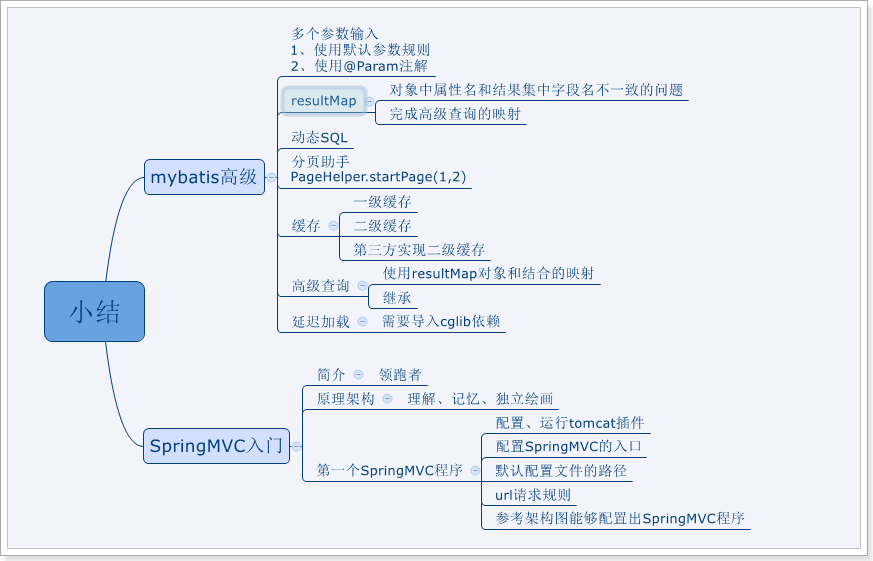 多个参数输入
1、使用默认参数规则
2、使用@Param注解
resultMap
对象中属性名和结果集中字段名不一致的问题
完成高级查询的映射
动态SQL
分页助手
PageHelper.startPage(1,2)
mybatis高级
缓存
一级缓存
二级缓存
第三方实现二级缓存
高级查询
使用resultMap对象和结合的映射
继承
延迟加载
需要导入cglib依赖
小结
简介
领跑者
原理架构
理解、记忆、独立绘画
SpringMVC入门
第一个SpringMVC程序
配置、运行tomcat插件
配置SpringMVC的入口
默认配置文件的路径
url请求规则
参考架构图能够配置出SpringMVC程序